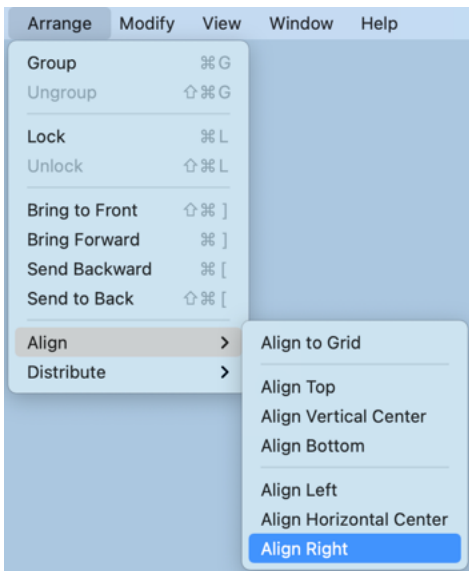 Arrange Modify View Window Help
Group ⌘G
Ungroup ⇧⌘G
Lock ⌘L
Unlock ⇧⌘L
Bring to Front ⇧⌘]
Bring Forward ⌘]
Send Backward ⌘[
Send to Back ⇧⌘[
Align >
Distribute >
Align to Grid
Align Top
Align Vertical Center
Align Bottom
Align Left
Align Horizontal Center
Align Right